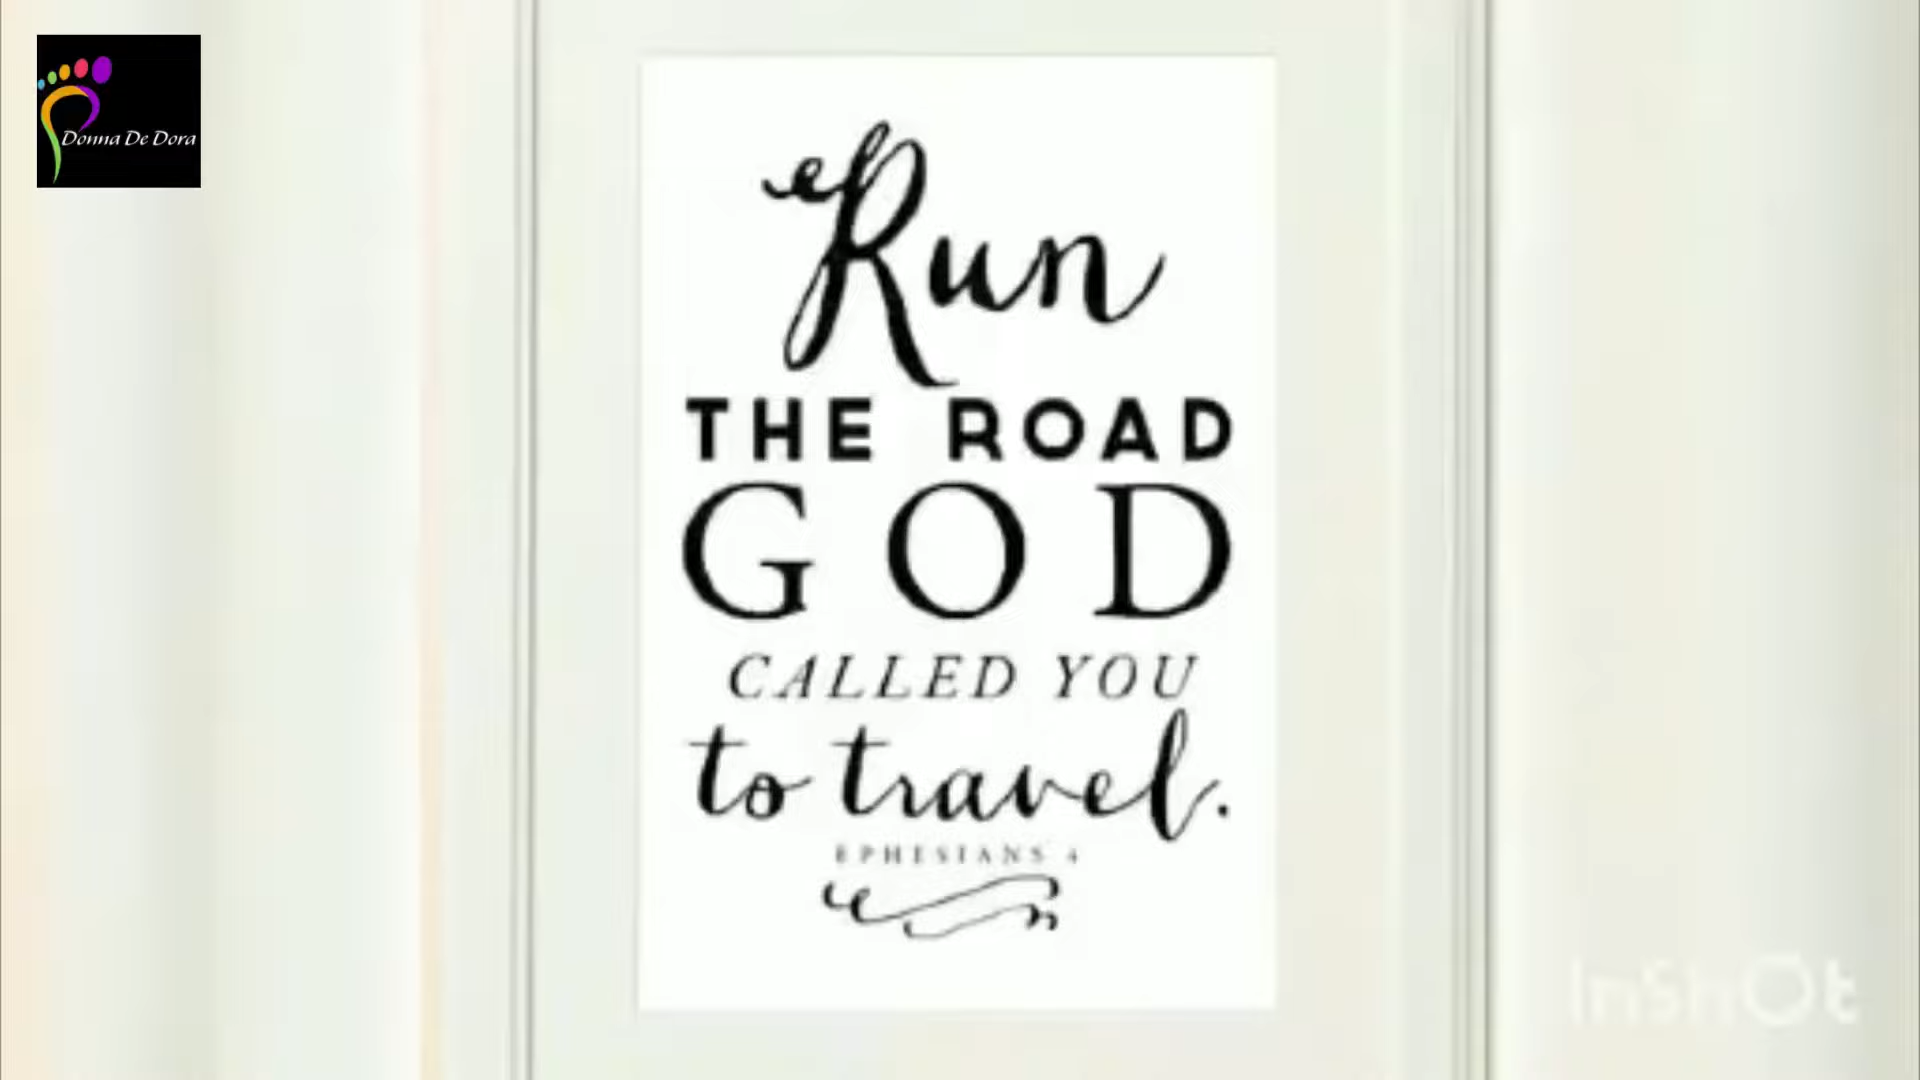 Donna De Dora
Run
THE ROAD
GOD
CALLED YOU
to travel.
EPHESIANS 4
InShOt